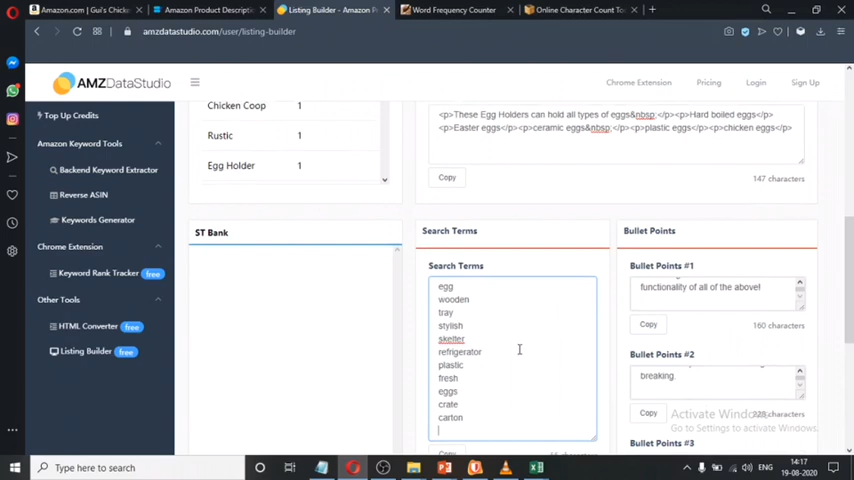 Amazon.com | Gui's Chicke
Amazon Product Descripti
Listing Builder - Amazon P
Word Frequency Counter
Online Character Count To
amzdatastudio.com/user/listing-builder
AMZDataStudio
Chrome Extension
Pricing
Login
Sign Up
Top Up Credits
Amazon Keyword Tools
Backend Keyword Extractor
Reverse ASIN
Keywords Generator
Chrome Extension
Keyword Rank Tracker free
Other Tools
HTML Converter free
Listing Builder free
Chicken Coop 1
Rustic 1
Egg Holder 1
<p>These Egg Holders can hold all types of eggs&nbsp;</p><p>Hard boiled eggs</p>
<p>Easter eggs</p><p>ceramic eggs&nbsp;</p><p>plastic eggs</p><p>chicken eggs</p>
Copy
147 characters
ST Bank
Search Terms
Search Terms
egg
wooden
tray
stylish
skelter
refrigerator
plastic
fresh
eggs
crate
carton
Bullet Points
Bullet Points #1
functionality of all of the above!
Copy
160 characters
Bullet Points #2
breaking.
Copy
characters
Bullet Points #3
Activate Windows
Go to Settings to activate Windows.
Type here to search
ENG
14:17
19-08-2020